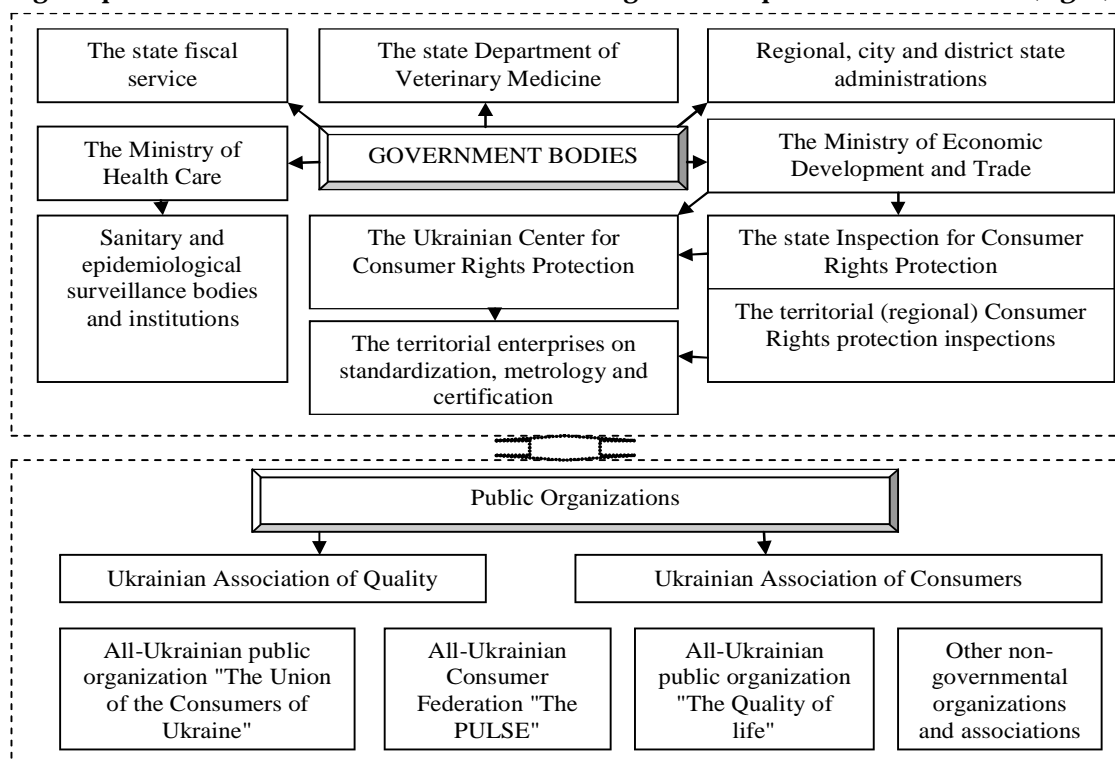 The state fiscal
service
The state Department of
Veterinary Medicine
Regional, city and district state
administrations
The Ministry of
Health Care
GOVERNMENT BODIES
The Ministry of Economic
Development and Trade
Sanitary and
epidemiological
surveillance bodies
and institutions
The Ukrainian Center for
Consumer Rights Protection
The state Inspection for Consumer
Rights Protection
The territorial (regional) Consumer
Rights protection inspections
The territorial enterprises on
standardization, metrology and
certification
Public Organizations
Ukrainian Association of Quality
Ukrainian Association of Consumers
All-Ukrainian public
organization "The Union
of the Consumers of
Ukraine"
All-Ukrainian
Consumer
Federation "The
PULSE"
All-Ukrainian
public organization
"The Quality of
life"
Other non-
governmental
organizations
and associations